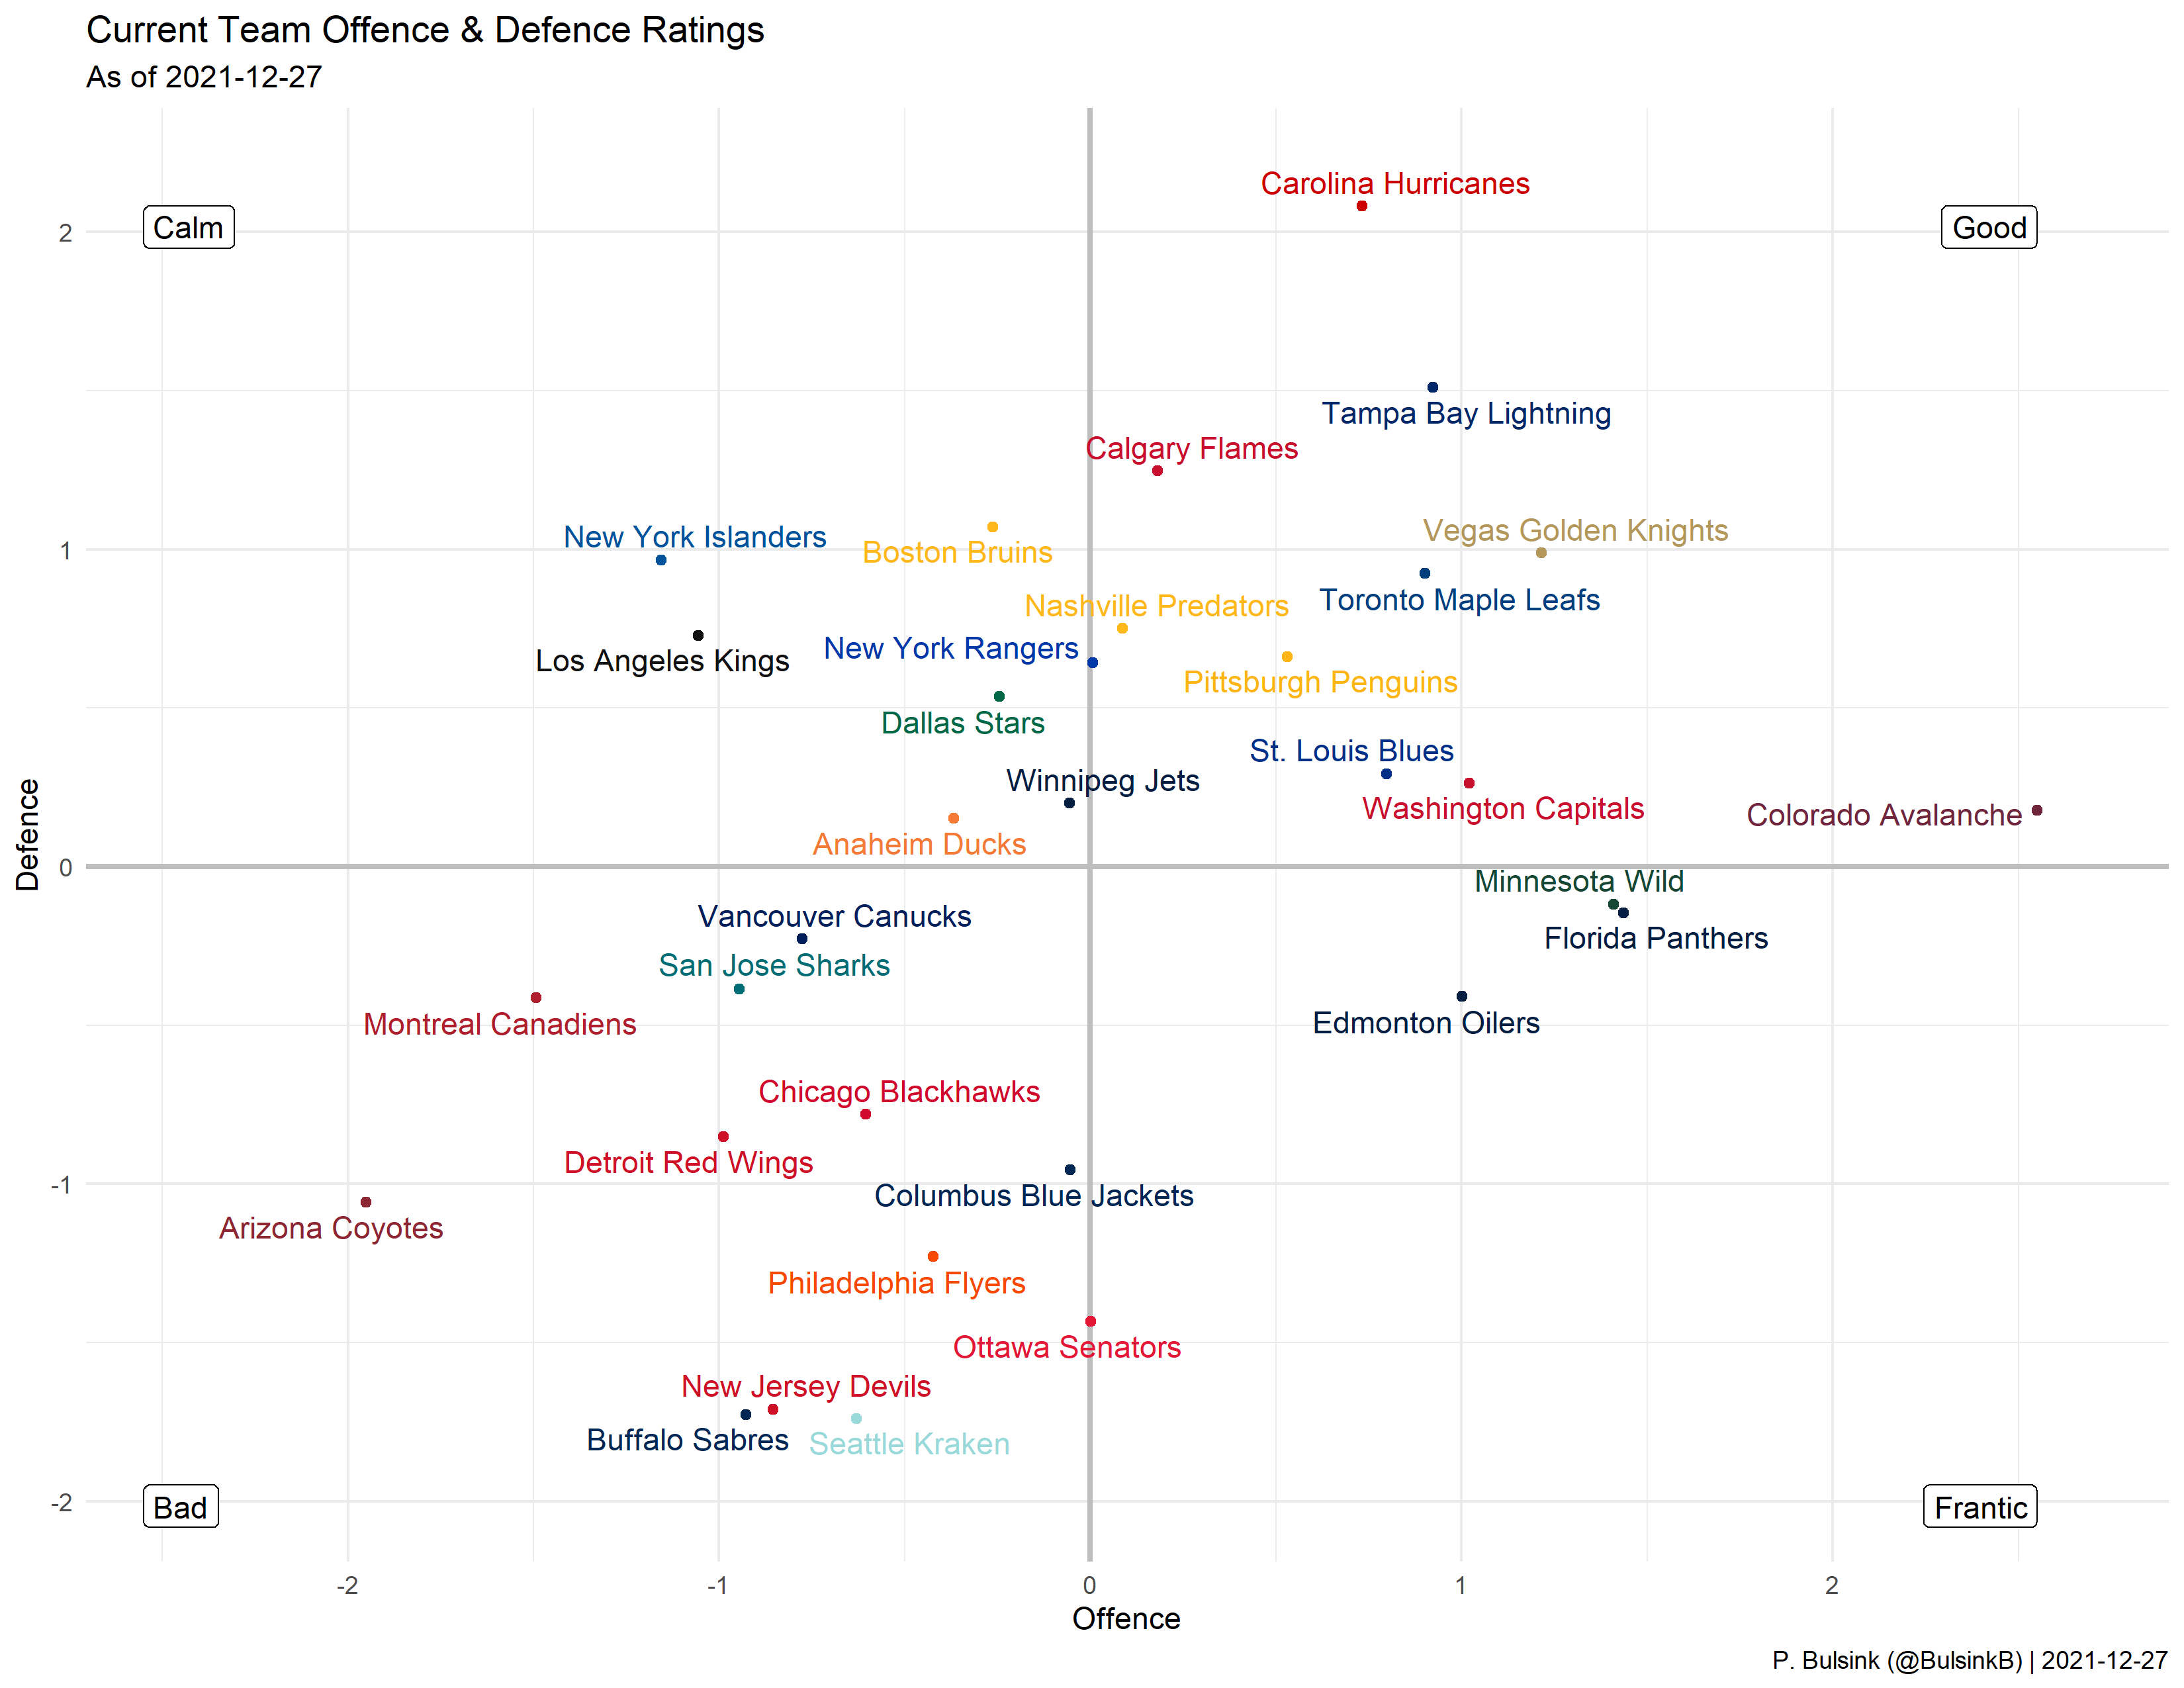 Current Team Offence & Defence Ratings
As of 2021-12-27
Carolina Hurricanes
Calm
Good
2
Tampa Bay Lightning
Calgary Flames
Vegas Golden Knights
New York Islanders
1
Boston Bruins
Toronto Maple Leafs
Nashville Predators
New York Rangers
Los Angeles Kings
Pittsburgh Penguins
Dallas Stars
St. Louis Blues
Winnipeg Jets
Washington Capitals
Colorado Avalanche
Anaheim Ducks
Defence
0
Minnesota Wild
Vancouver Canucks
Florida Panthers
San Jose Sharks
Montreal Canadiens
Edmonton Oilers
Chicago Blackhawks
Detroit Red Wings
-1
Columbus Blue Jackets
Arizona Coyotes
Philadelphia Flyers
Ottawa Senators
New Jersey Devils
Buffalo Sabres
Seattle Kraken
-2
Bad
Frantic
-2
-1
0
1
2
Offence
P. Bulsink (@BulsinkB) | 2021-12-27